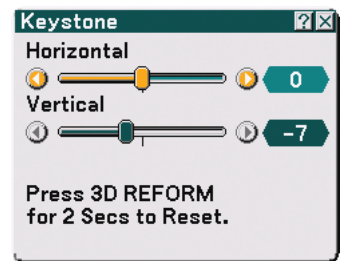 Keystone ? X
Horizontal
0
Vertical
-7
Press 3D REFORM
for 2 Secs to Reset.